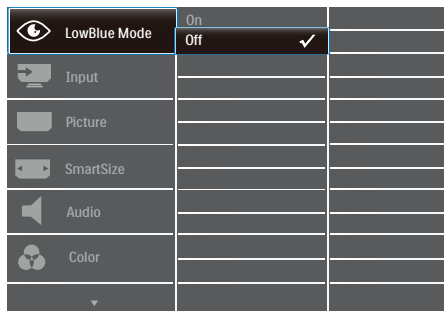 LowBlue Mode
On
Off
Input
Picture
SmartSize
Audio
Color